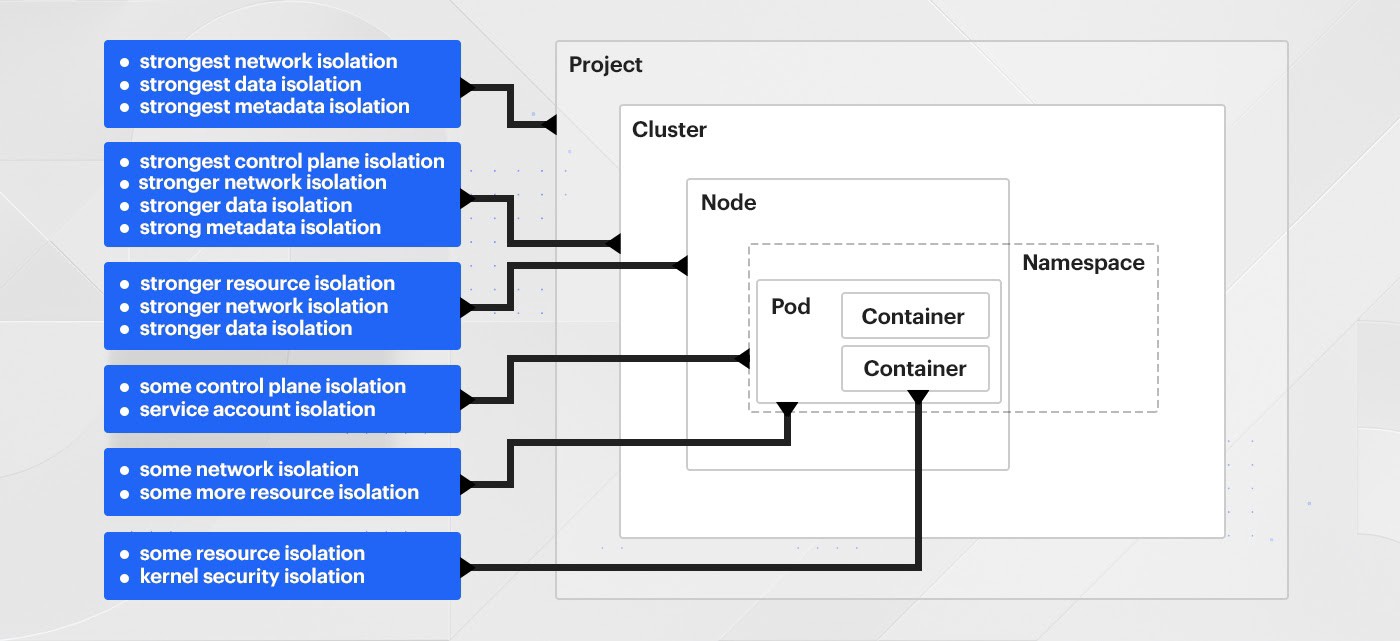 strongest network isolation
strongest data isolation
strongest metadata isolation
strongest control plane isolation
stronger network isolation
stronger data isolation
strong metadata isolation
stronger resource isolation
stronger network isolation
stronger data isolation
some control plane isolation
service account isolation
some network isolation
some more resource isolation
some resource isolation
kernel security isolation
Project
Cluster
Node
Namespace
Pod
Container
Container